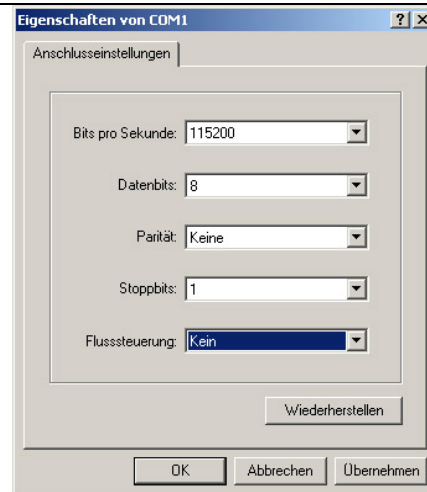 Eigenschaften von COM1
Anschlusseinstellungen
Bits pro Sekunde: 115200
Datenbits: 8
Parität: Keine
Stoppbits: 1
Flusssteuerung: Kein
Wiederherstellen
OK Abbrechen Übernehmen